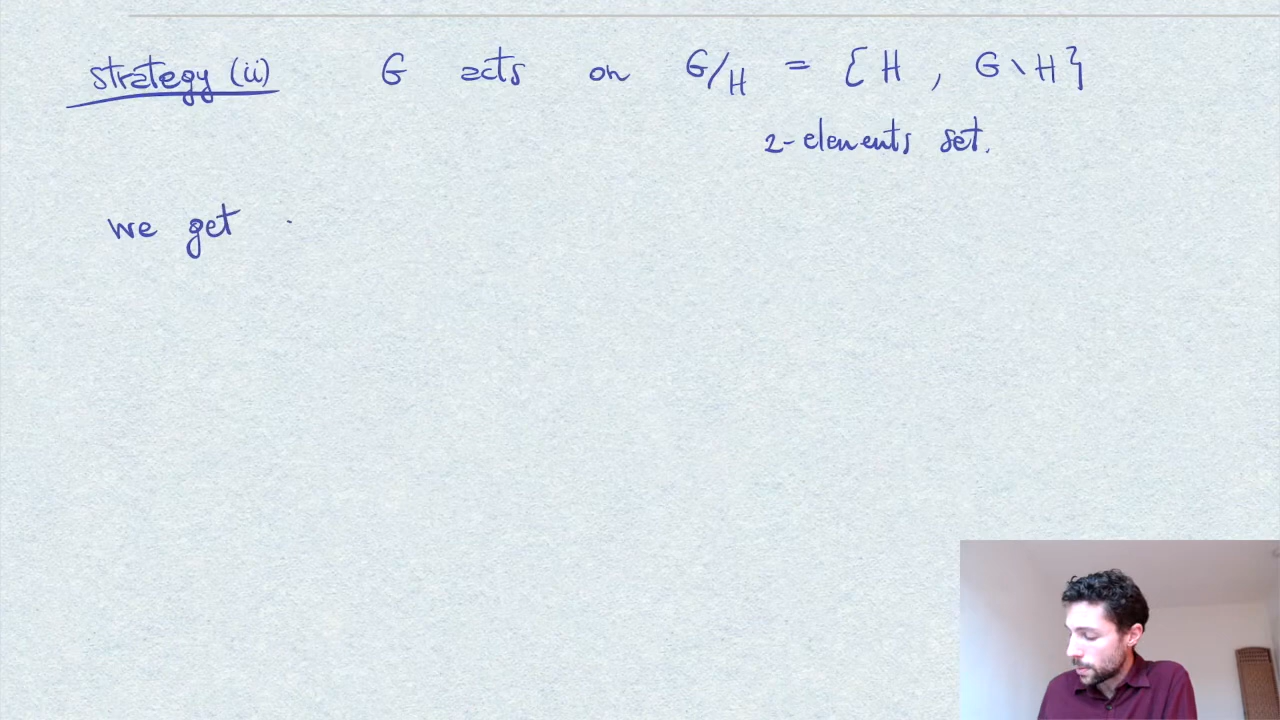 strategy (ii) G acts on G/H = { H , G \ H }
2-elements set.
we get